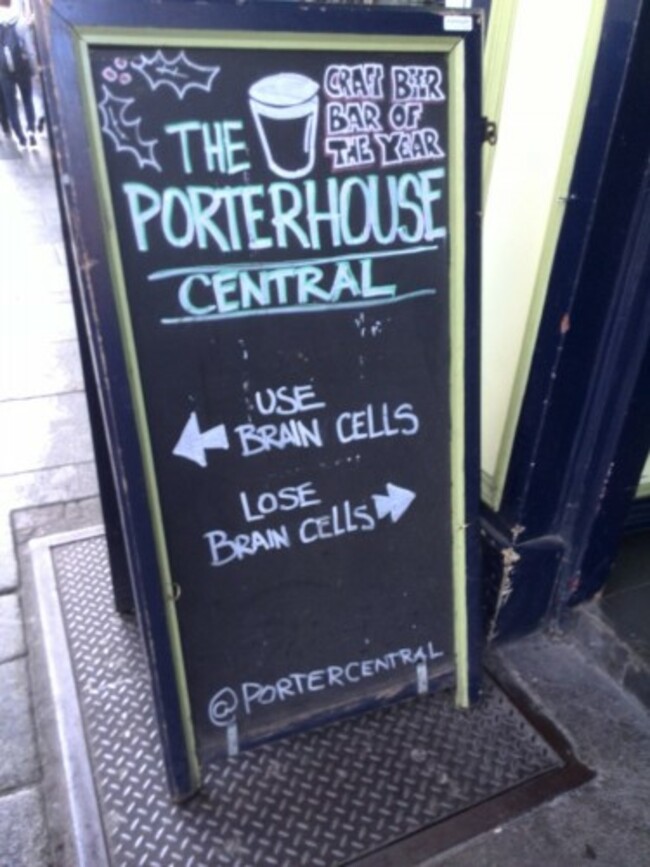 CRAFT BEER
BAR OF
THE YEAR
THE
PORTERHOUSE
CENTRAL
USE
BRAIN CELLS
LOSE
BRAIN CELLS
@PORTERCENTRAL